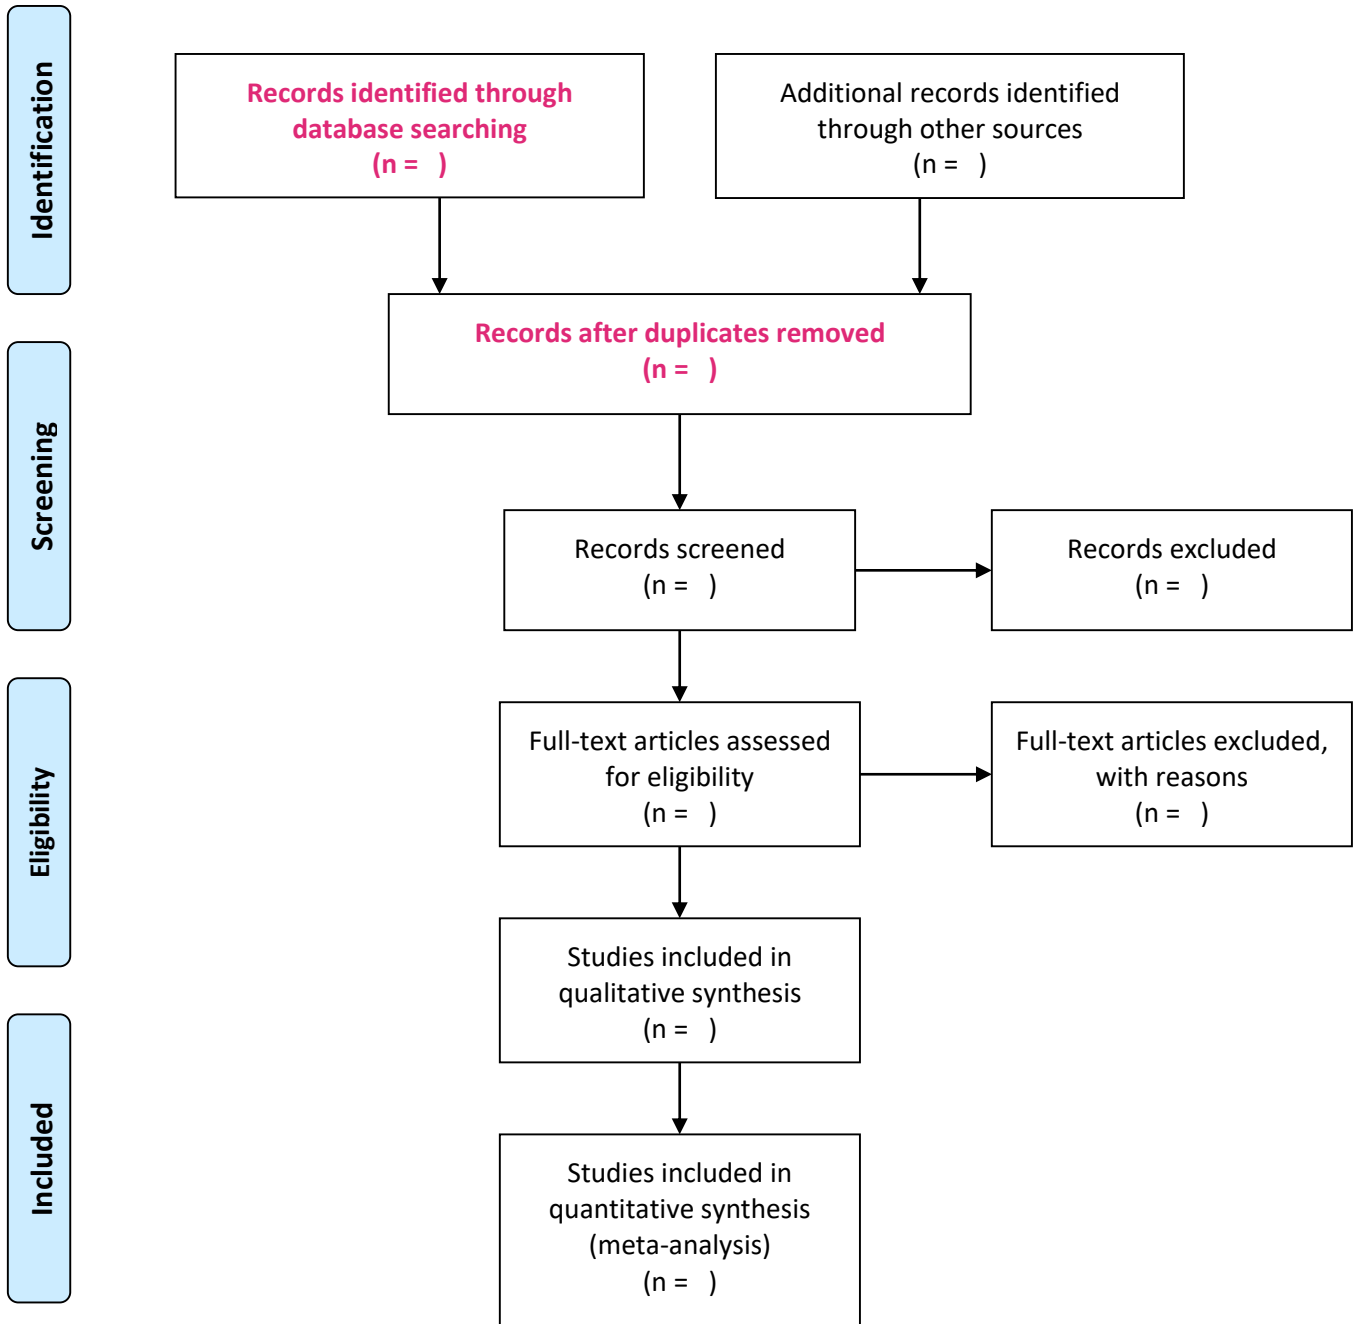 Identification
Records identified through
database searching
(n =   )
Additional records identified
through other sources
(n =   )
Records after duplicates removed
(n =   )
Screening
Records screened
(n =   )
Records excluded
(n =   )
Eligibility
Full-text articles assessed
for eligibility
(n =   )
Full-text articles excluded,
with reasons
(n =   )
Studies included in
qualitative synthesis
(n =   )
Included
Studies included in
quantitative synthesis
(meta-analysis)
(n =   )